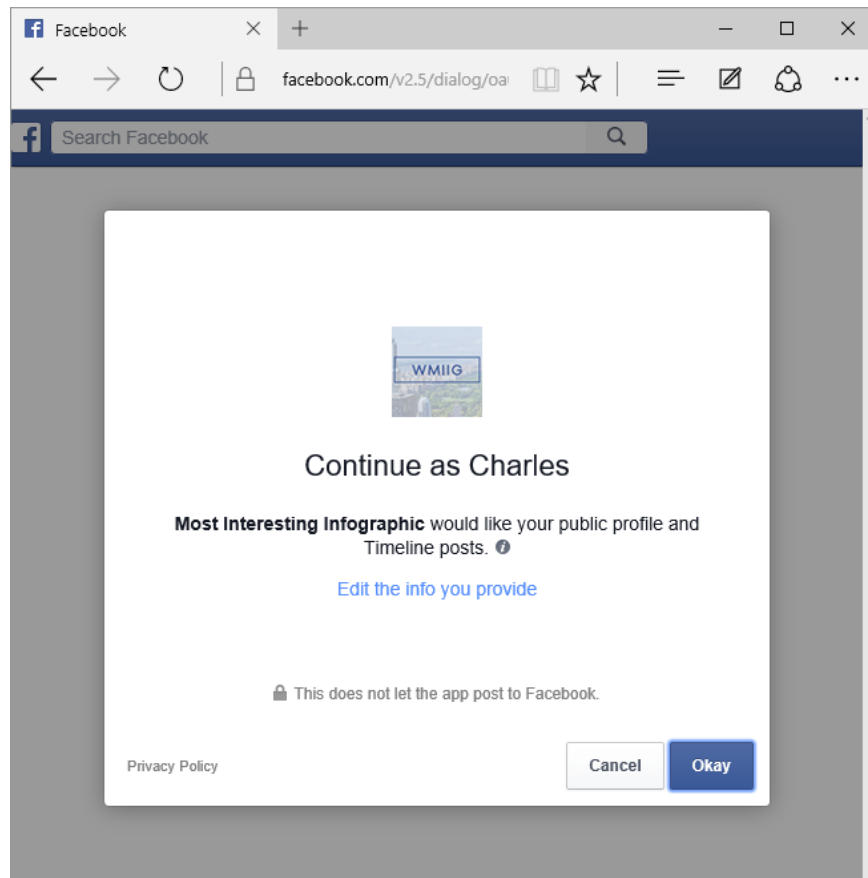 Facebook
facebook.com/v2.5/dialog/oa
Search Facebook
WMIIG
Continue as Charles
Most Interesting Infographic would like your public profile and
Timeline posts.
Edit the info you provide
This does not let the app post to Facebook.
Privacy Policy
Cancel
Okay